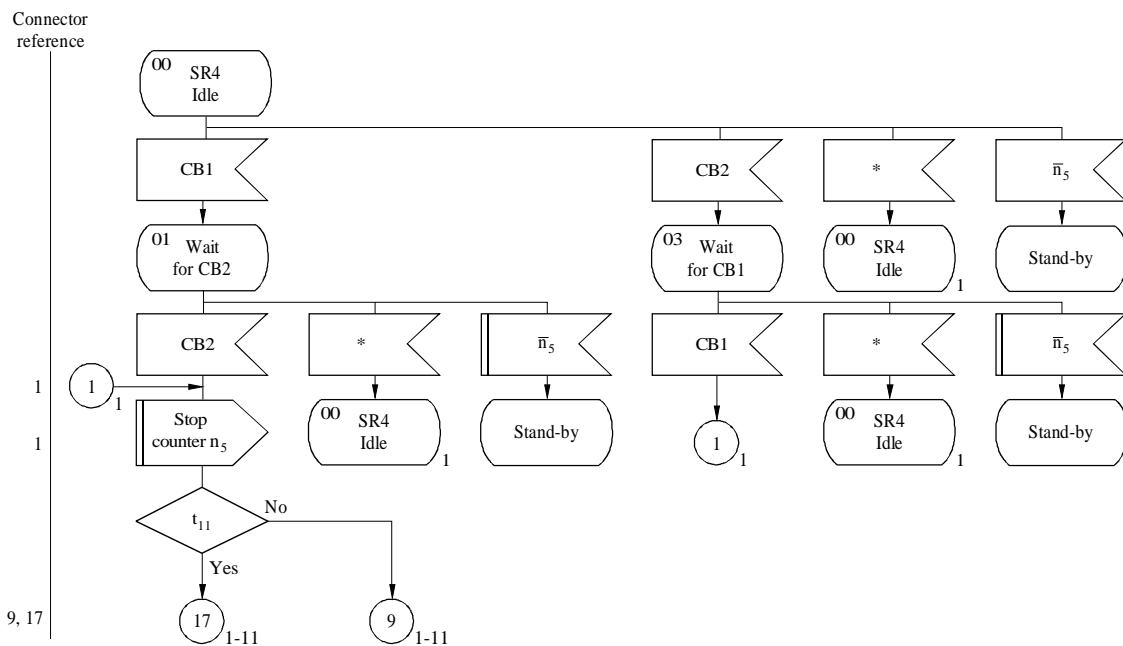 Connector
reference
00
SR4
Idle
CB1
CB2
*
n̅5
01
Wait
for CB2
03
Wait
for CB1
00
SR4
Idle
1
Stand-by
CB2
*
n̅5
CB1
*
n̅5
1
1
1
Stop
counter n5
00
SR4
Idle
1
Stand-by
1
1
00
SR4
Idle
1
Stand-by
1
t11
No
Yes
9, 17
17
1-11
9
1-11